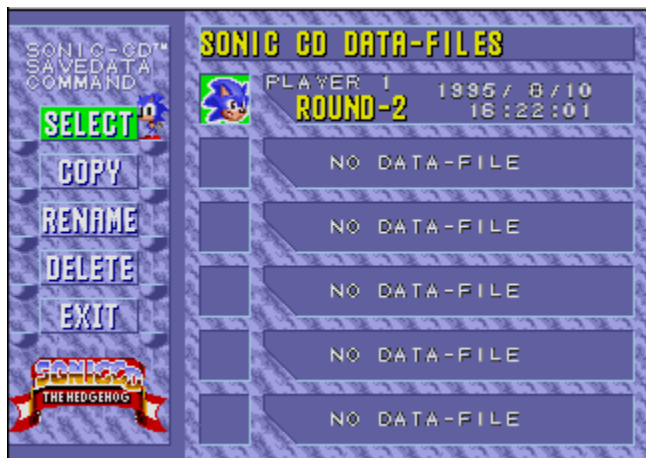 SONIC-CD™
SAVEDATA
COMMAND
SELECT
COPY
RENAME
DELETE
EXIT
SONIC CD
THE HEDGEHOG
SONIC CD DATA-FILES
PLAYER 1
ROUND-2
1995/ 8/10
16:22:01
NO DATA-FILE
NO DATA-FILE
NO DATA-FILE
NO DATA-FILE
NO DATA-FILE